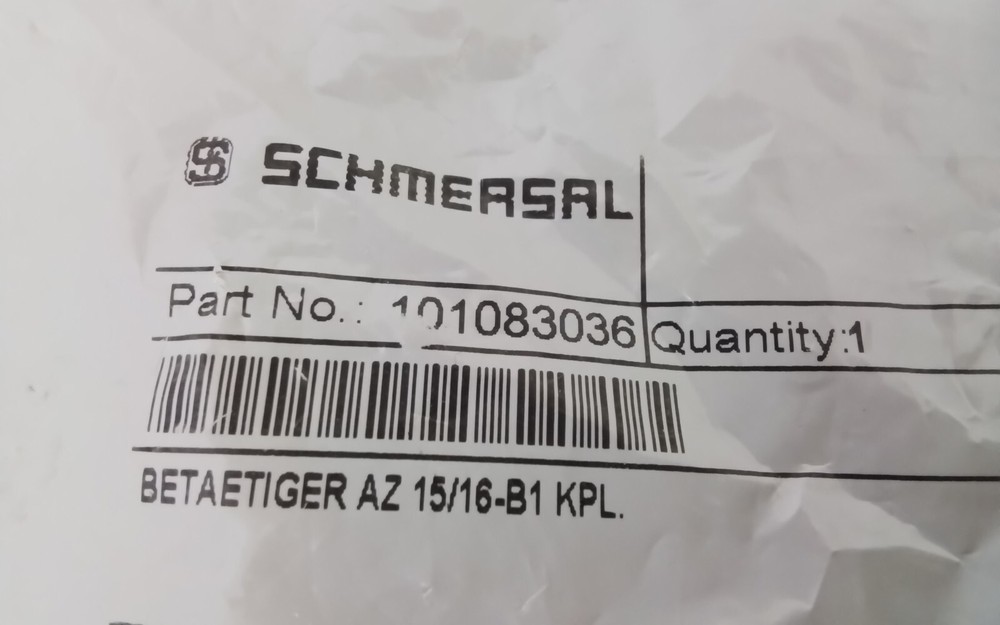 SCHMERSAL
Part No.: 101083036
Quantity:1
BETAETIGER AZ 15/16-B1 KPL.